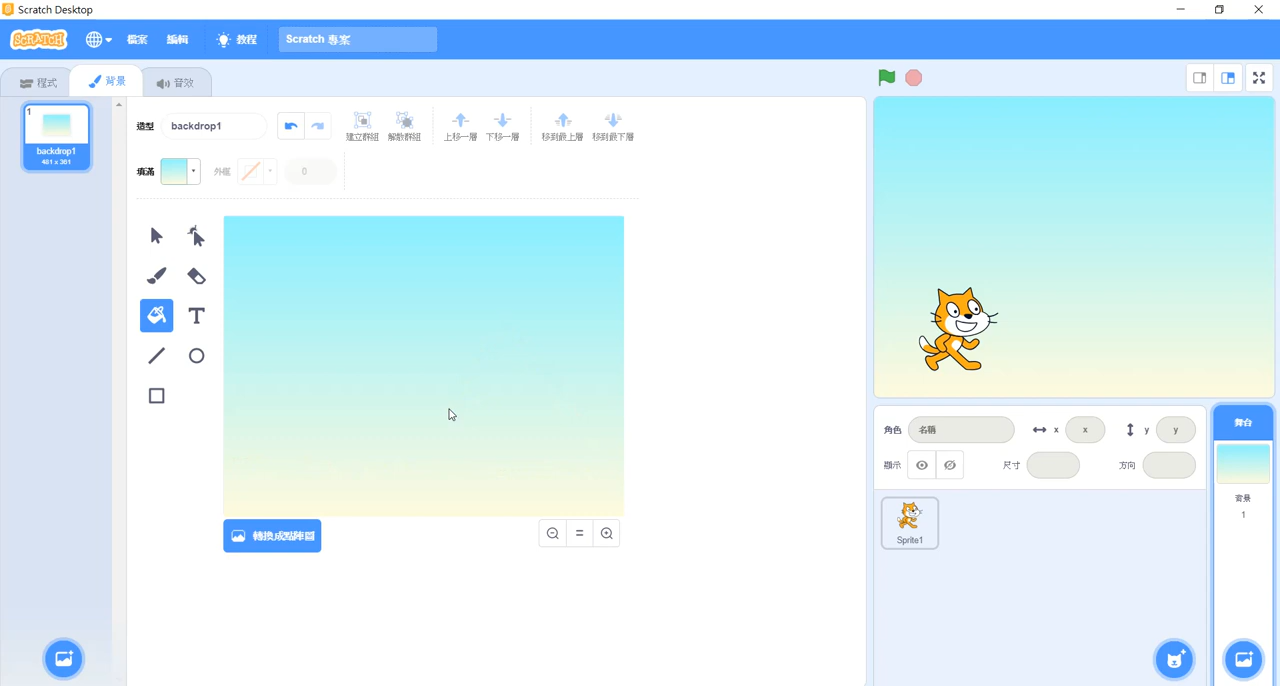 Scratch Desktop
SCRATCH 檔案 編輯 教程 Scratch 專案
程式 背景 音效
1
backdrop1
481 x 361
造型 backdrop1 建立群組 解散群組 上移一層 下移一層 移到最上層 移到最下層
填滿 外框 0
轉換成點陣圖
角色 名稱 x x y y
顯示 尺寸 方向
Sprite1
舞台
背景
1